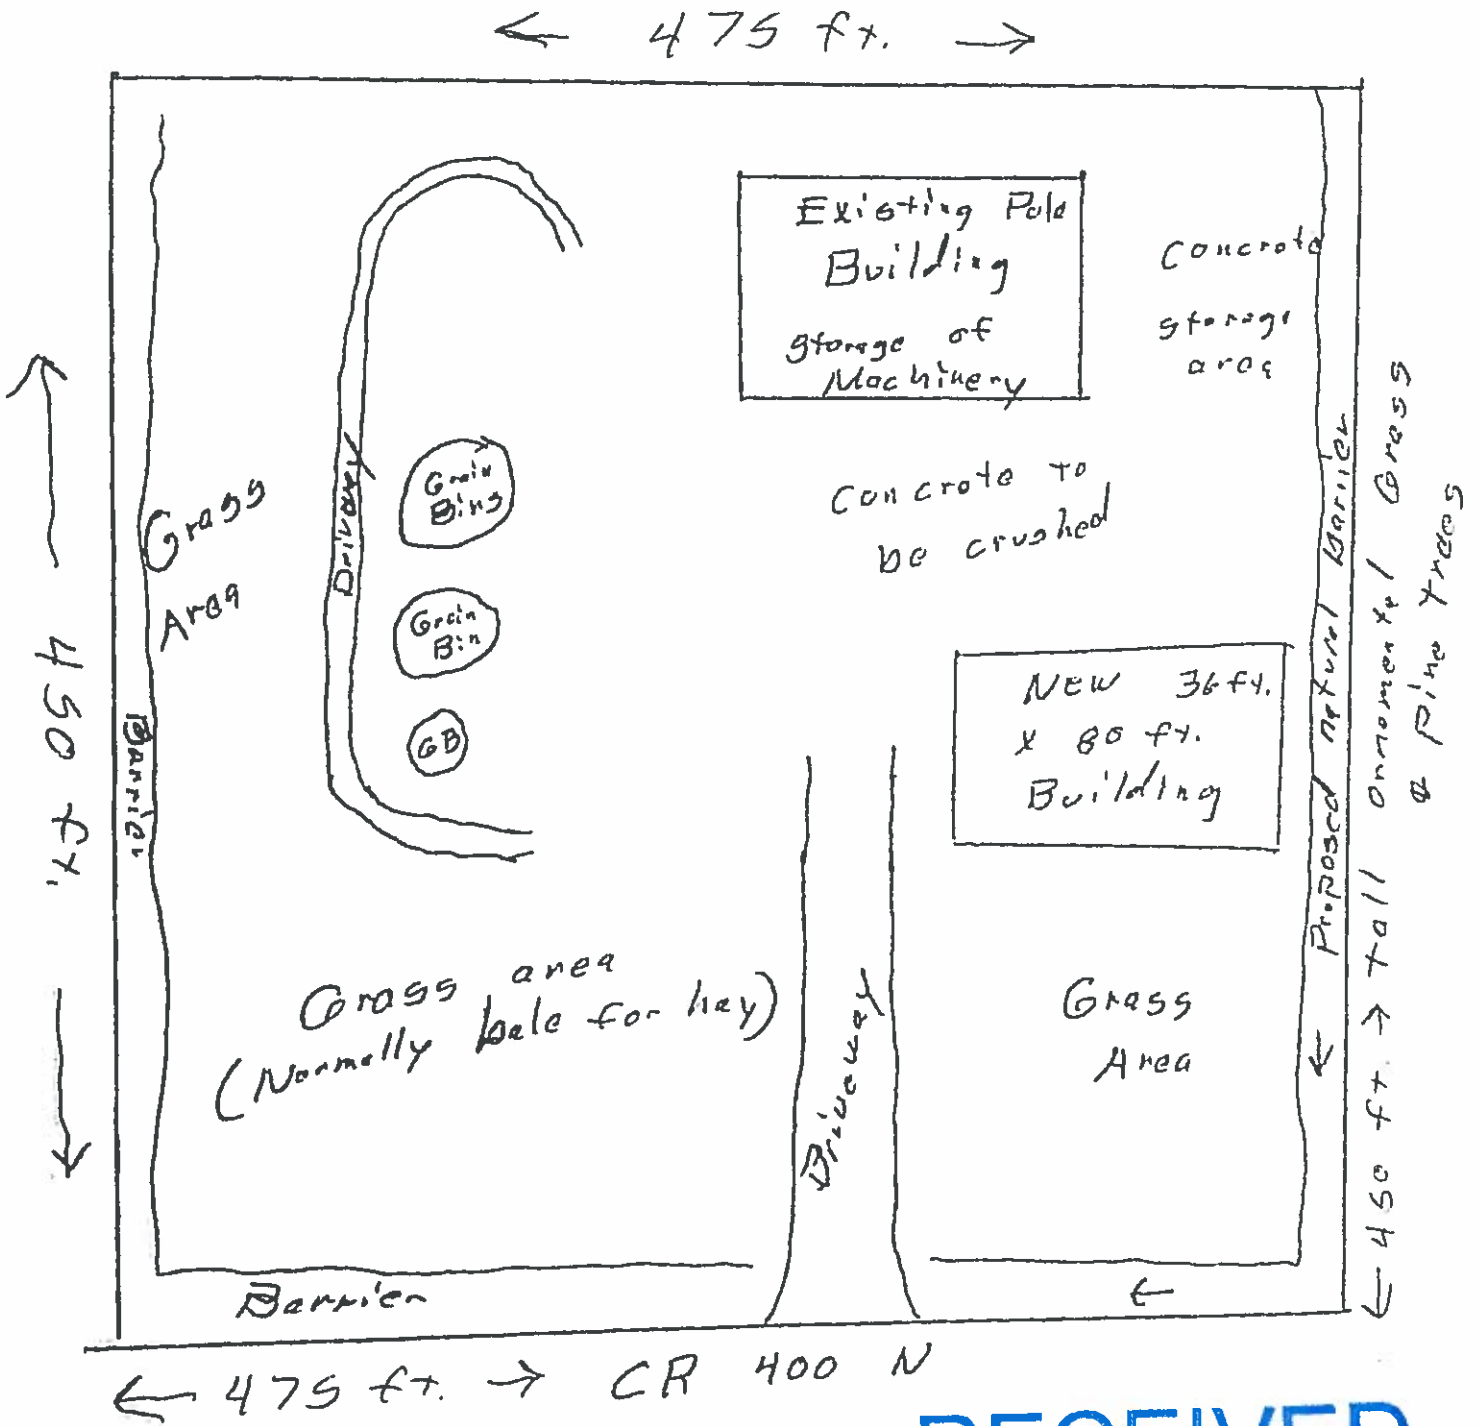 ← 475 ft. →
Existing Pole
Building
storage of
Machinery
Concrete
storage
area
Grass
Area
Driveway
Grain
Bins
Grain
Bin
GB
Concrete to
be crushed
NEW 36 ft.
x 80 ft.
Building
450 ft.
Barrier
Proposed natural barrier
← 450 ft → tall Ornamental Grass
& pine trees
Grass area
(Normally bale for hay)
Driveway
Grass
Area
Barrier
← 475 ft. → CR 400 N
RECEIVED